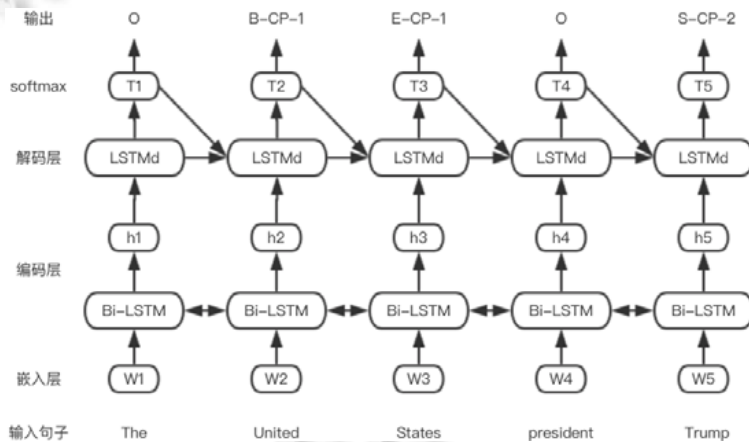 输出 O B-CP-1 E-CP-1 O S-CP-2
softmax T1 T2 T3 T4 T5
解码层 LSTMd LSTMd LSTMd LSTMd LSTMd
h1 h2 h3 h4 h5
编码层
Bi-LSTM Bi-LSTM Bi-LSTM Bi-LSTM Bi-LSTM
嵌入层 W1 W2 W3 W4 W5
输入句子 The United States president Trump